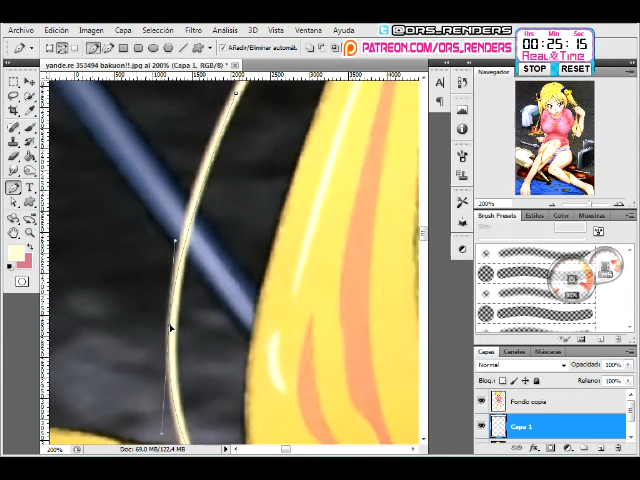 @ORS_RENDERS
Hrs Min Sec
00:25:15
Real&Time
STOP RESET
Archivo Edición Imagen Capa Selección Filtro Análisis 3D Vista Ventana Ayuda
PATREON.COM/ORS_RENDERS
Añadir/Eliminar automát.
yande.re 353494 bakuon!!.jpg al 200% (Capa 1, RGB/8) *
Navegador
200%
Brush Presets Estilos Color Muestras
Capas Canales Máscaras
Normal Opacidad: 100%
Bloq.: Relleno: 100%
Fondo copia
Capa 1
200% Doc: 69,0 MB/122,4 MB